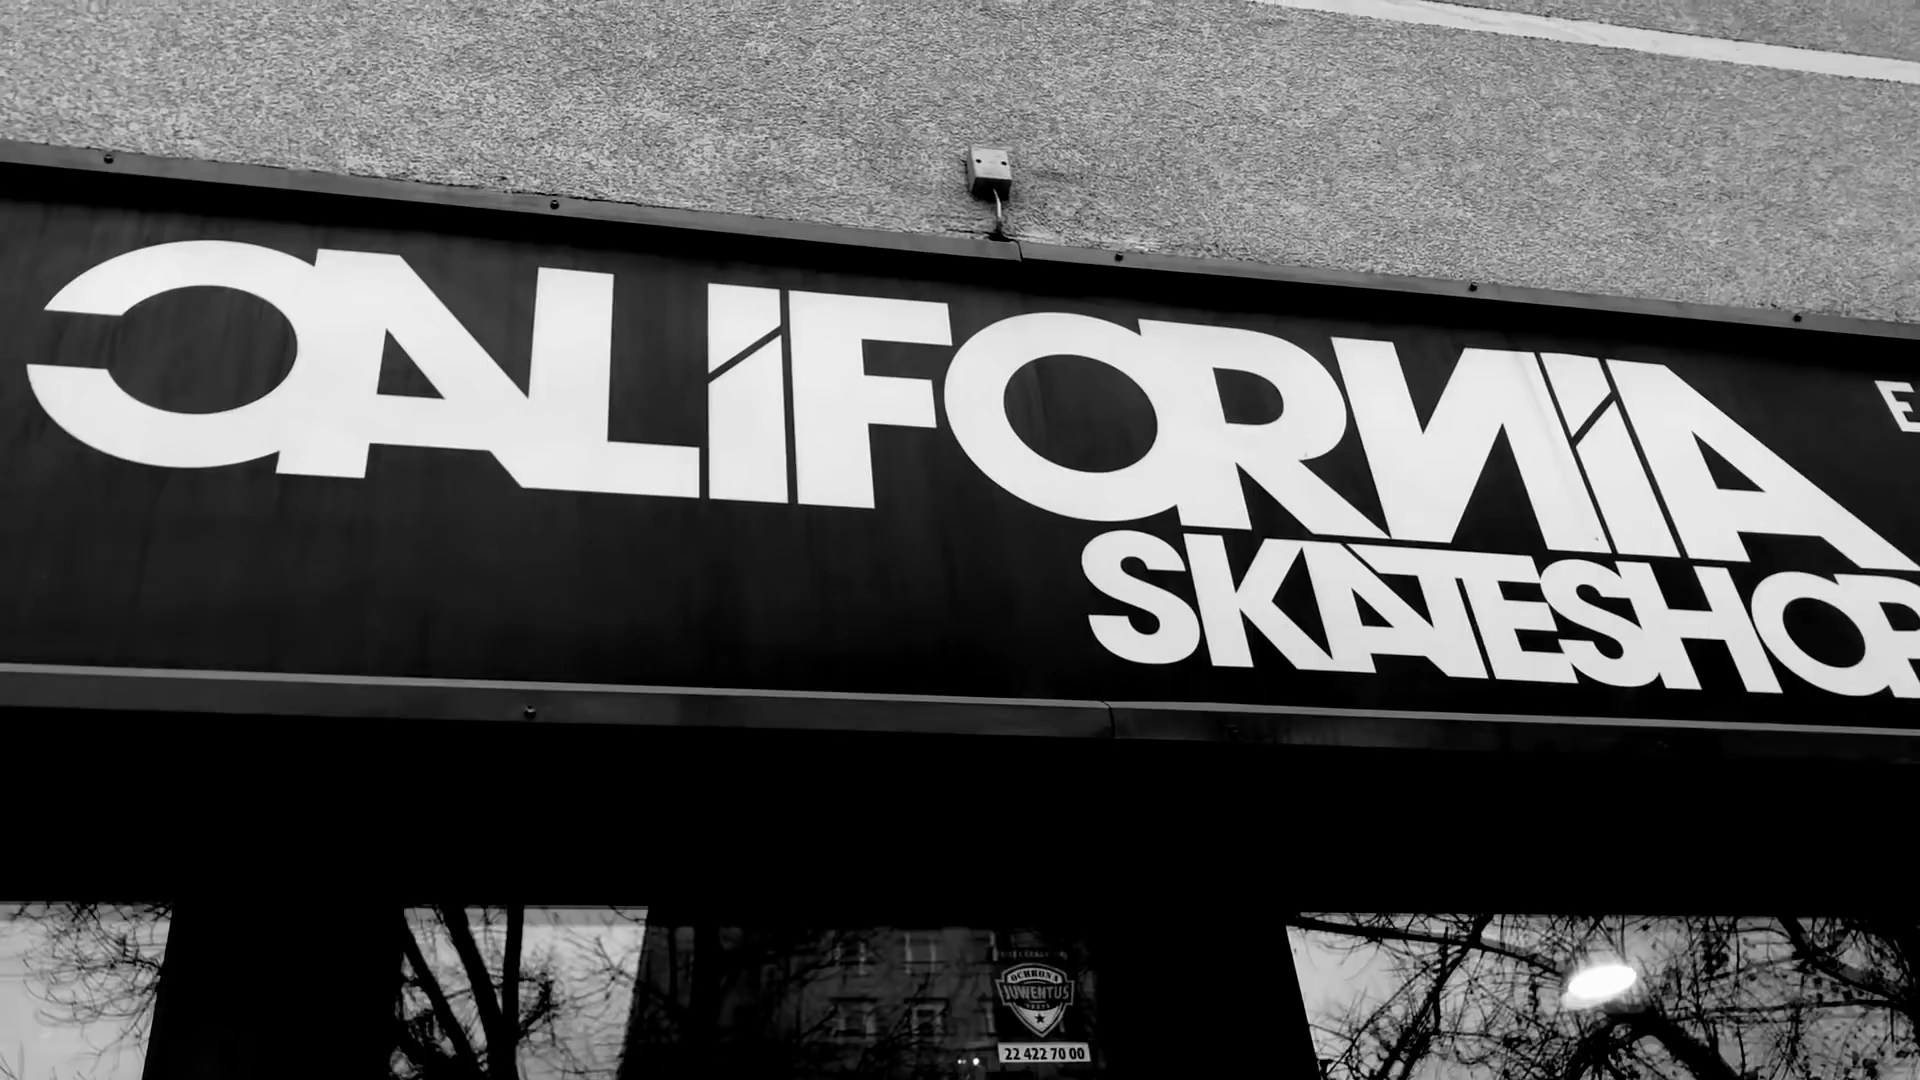 CALIFORNIA
SKATESHOP
OCHRONA
JUWENTUS
22 422 70 00